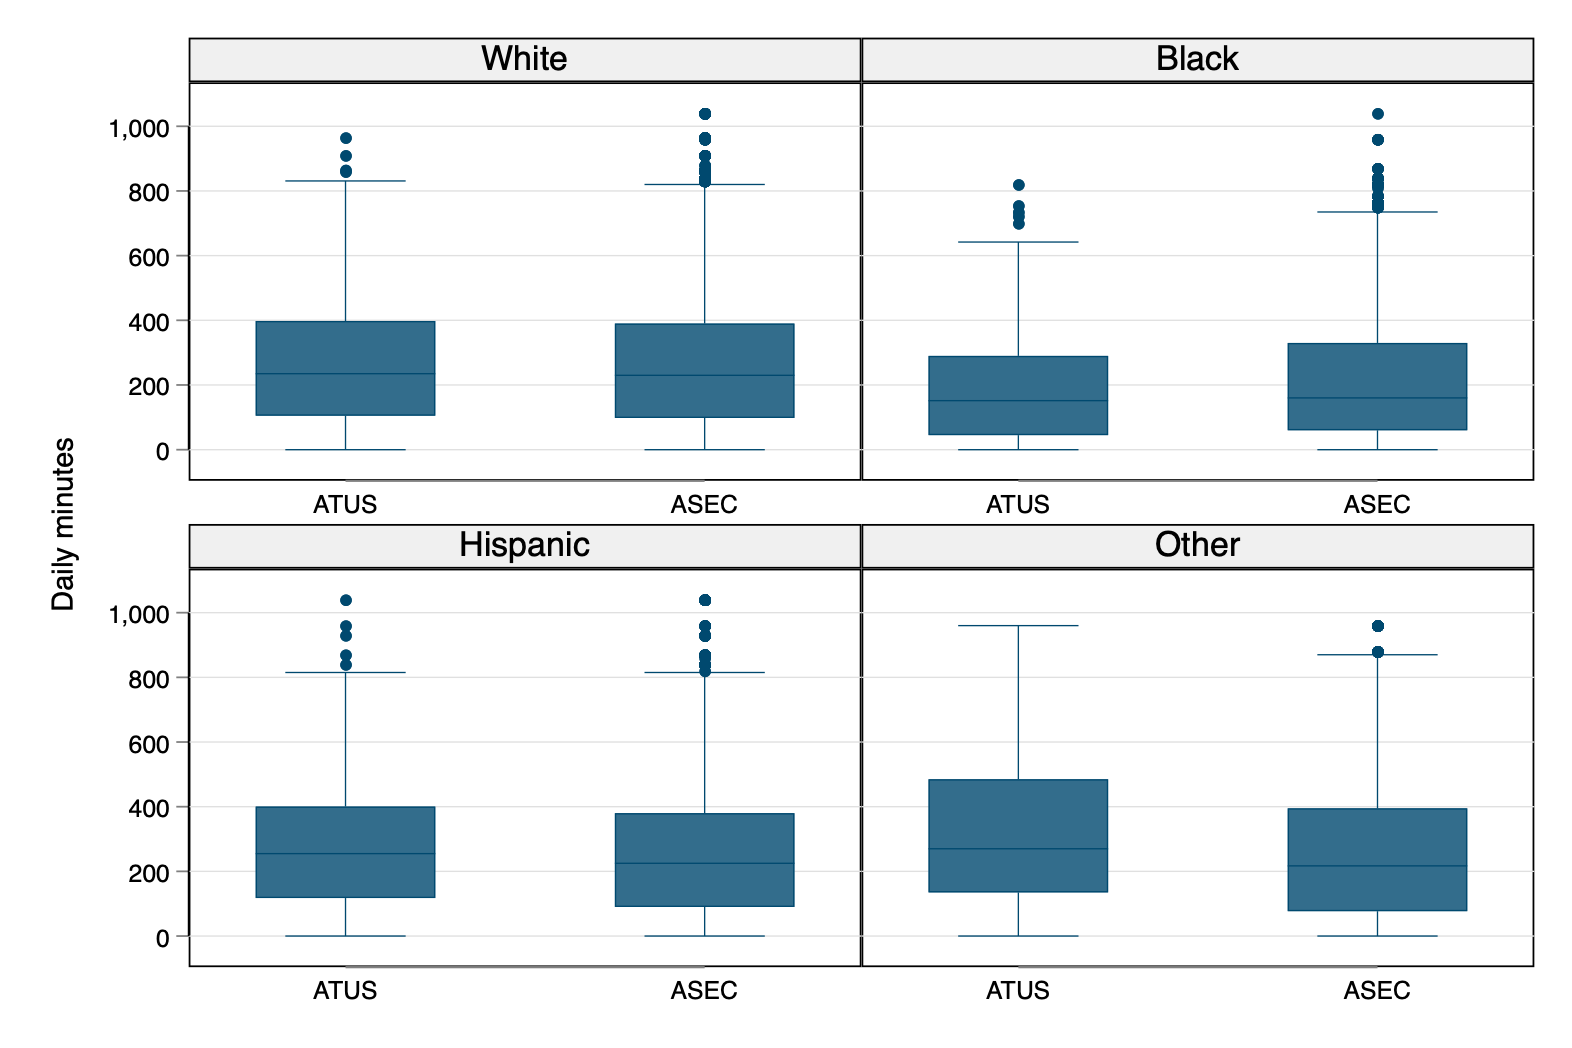 White
Black
1,000
800
600
400
200
0
ATUS
ASEC
ATUS
ASEC
Daily minutes
Hispanic
Other
1,000
800
600
400
200
0
ATUS
ASEC
ATUS
ASEC